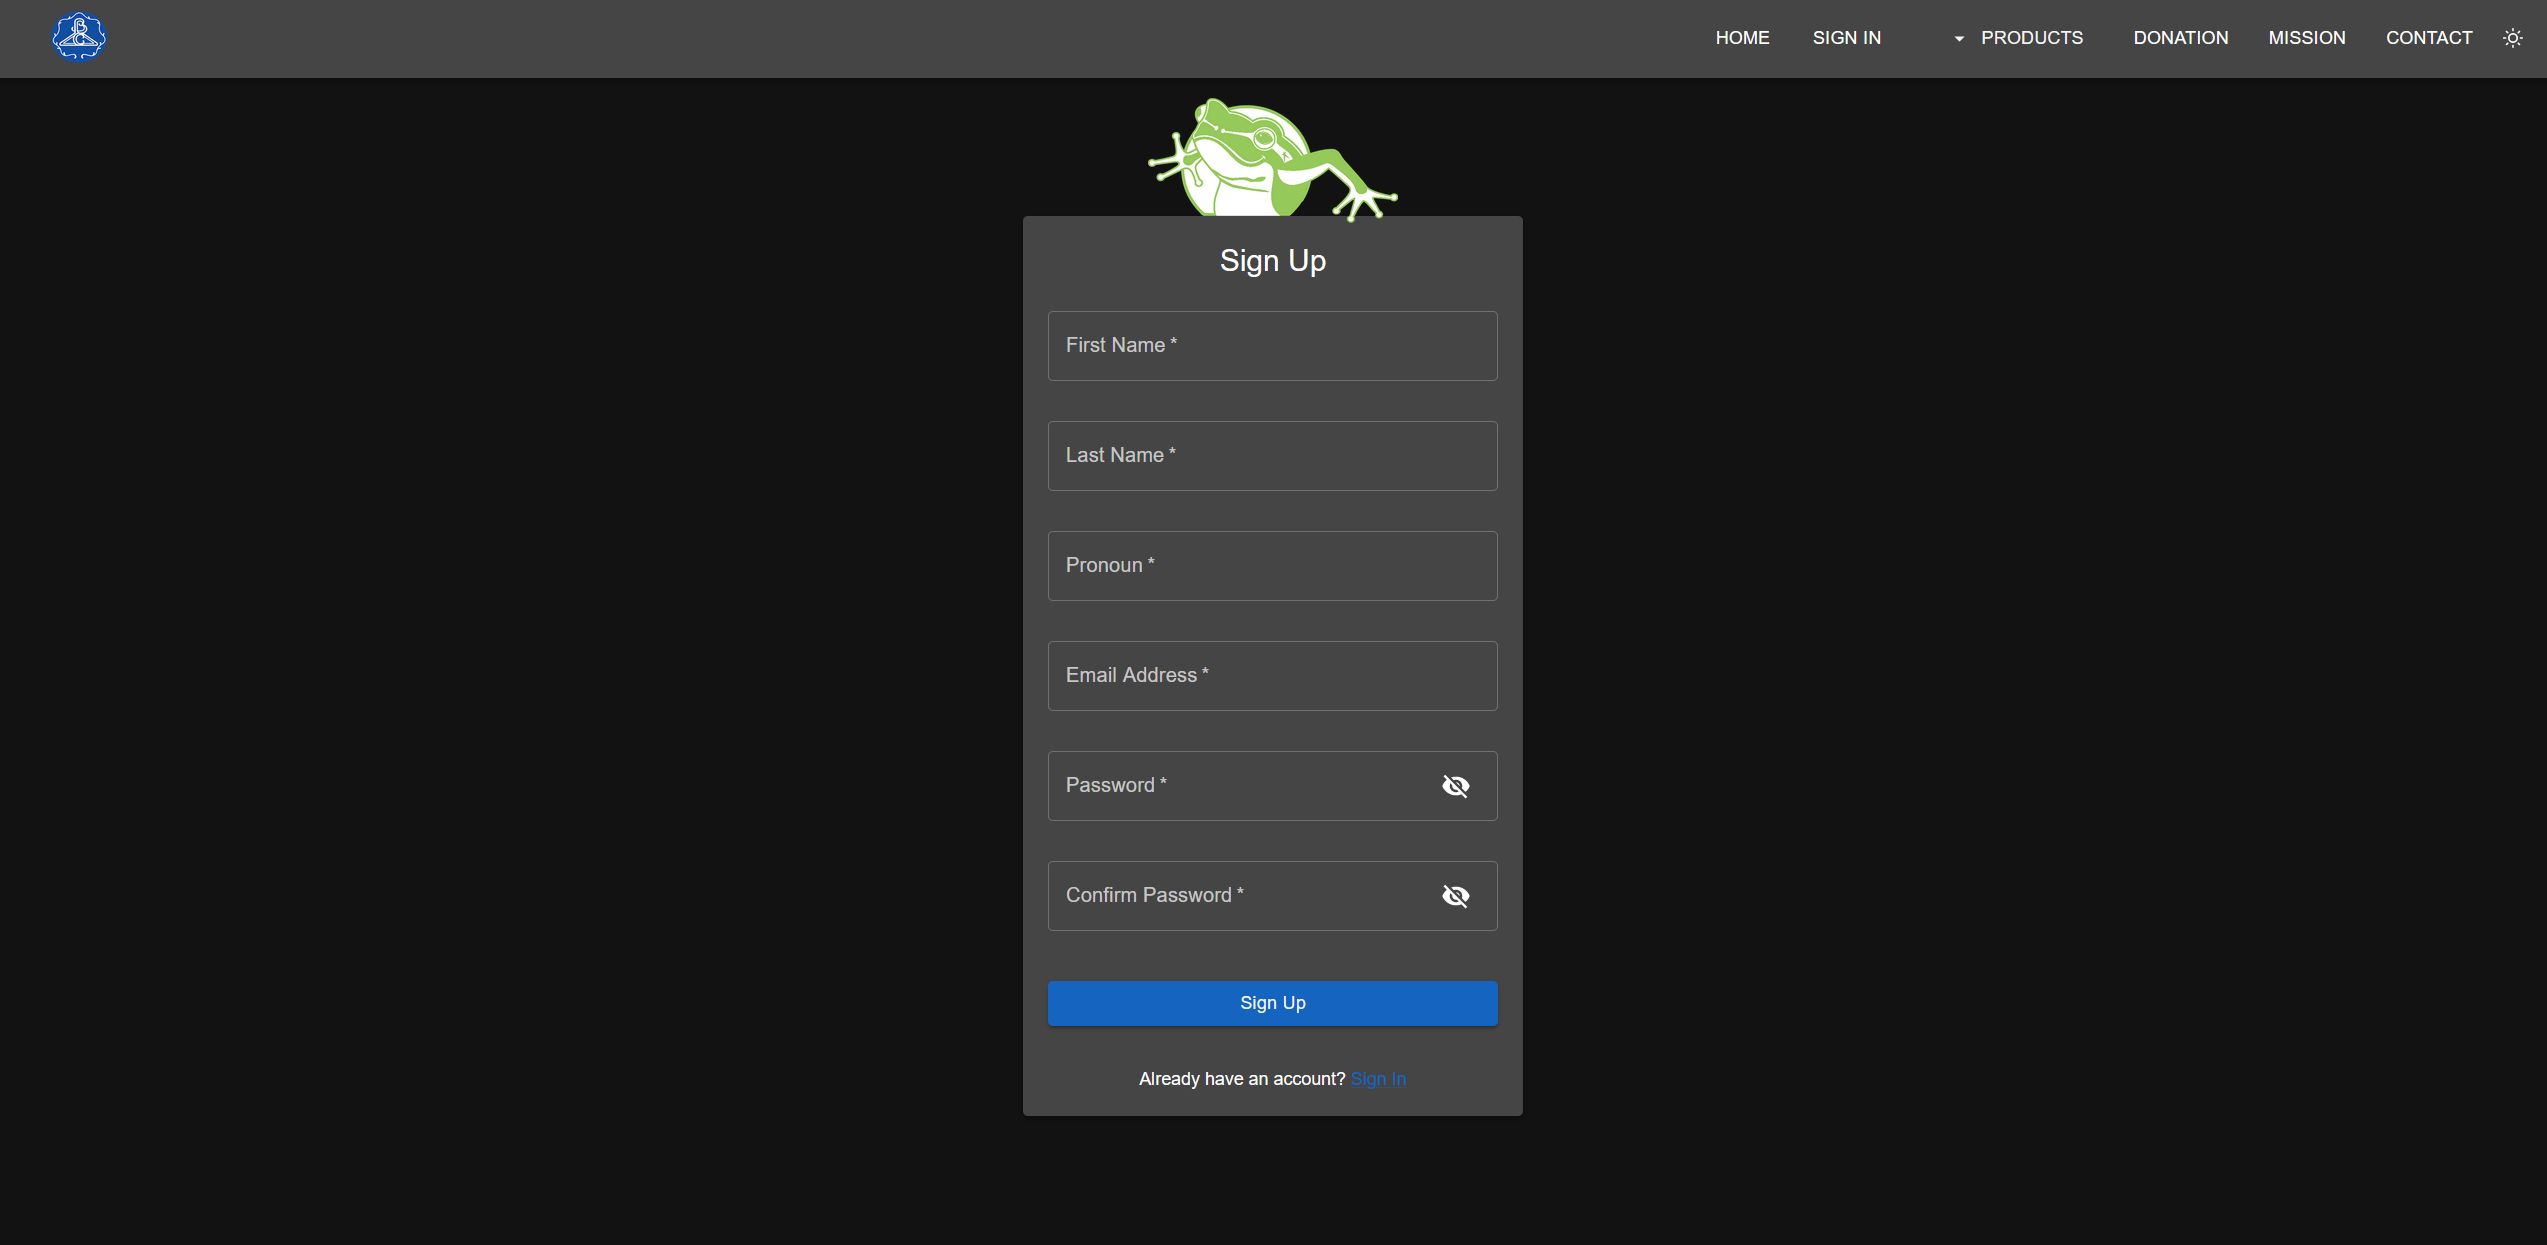 BC
HOME SIGN IN PRODUCTS DONATION MISSION CONTACT
Sign Up
First Name *
Last Name *
Pronoun *
Email Address *
Password *
Confirm Password *
Sign Up
Already have an account? Sign In